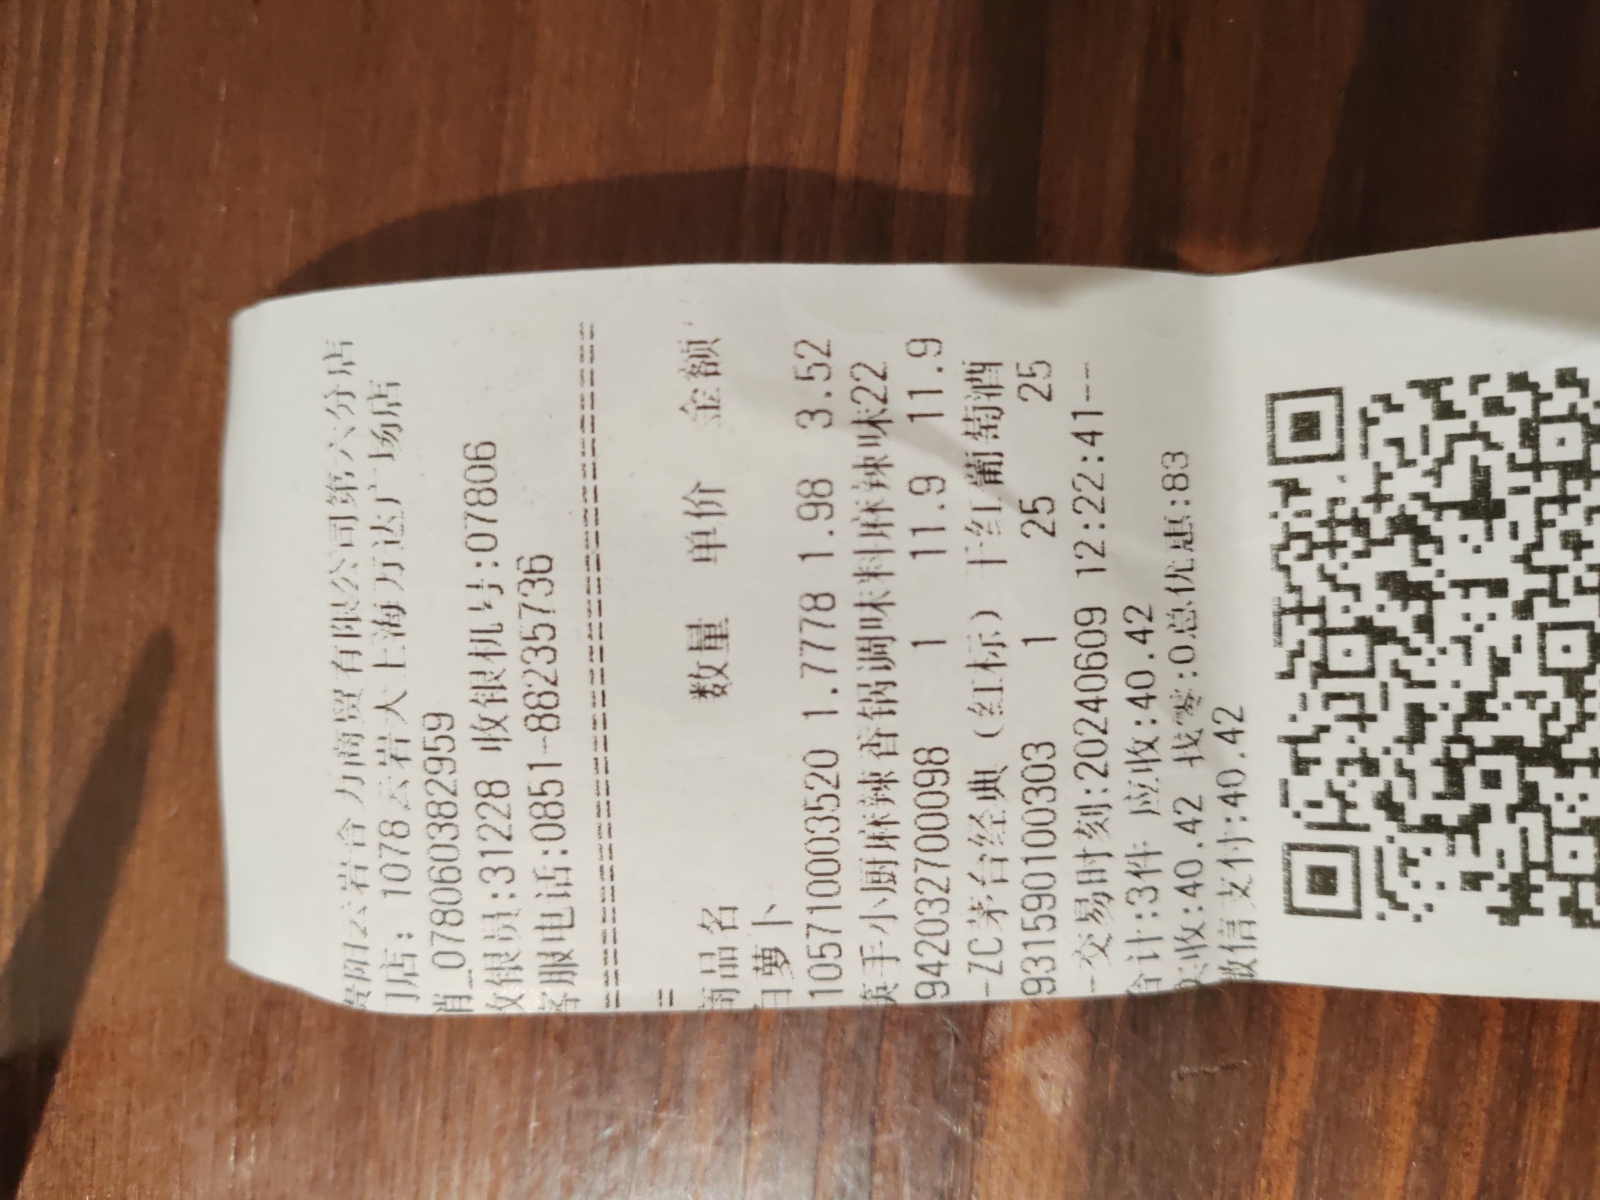 贵阳云岩合力商贸有限公司第六分店
门店: 1078云岩大上海万达广场店
销_078060382959
收银员:31228 收银机号:07806
客服电话:0851-88235736
==========================================
=
商品名 数量 单价 金额
白萝卜
1057100003520 1.7778 1.98 3.52
筷手小厨麻辣香锅调味料麻辣味22
942032700098 1 11.9 11.9
-ZC茅台经典（红标）干红葡萄酒
931590100303 1 25 25
-交易时刻:20240609 12:22:41--
合计:3件 应收:40.42
实收:40.42 找零:0总优惠:83
微信支付:40.42